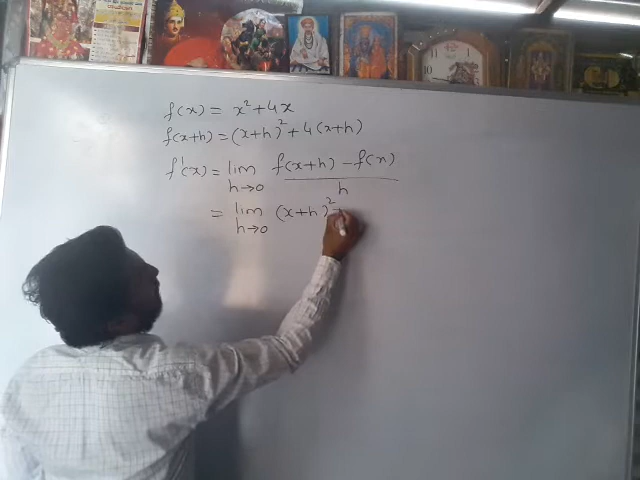 f(x) = x² + 4x
f(x+h) = (x+h)² + 4(x+h)
f'(x) = lim f(x+h) - f(x)
h→0 h
= lim (x+h)² +
h→0